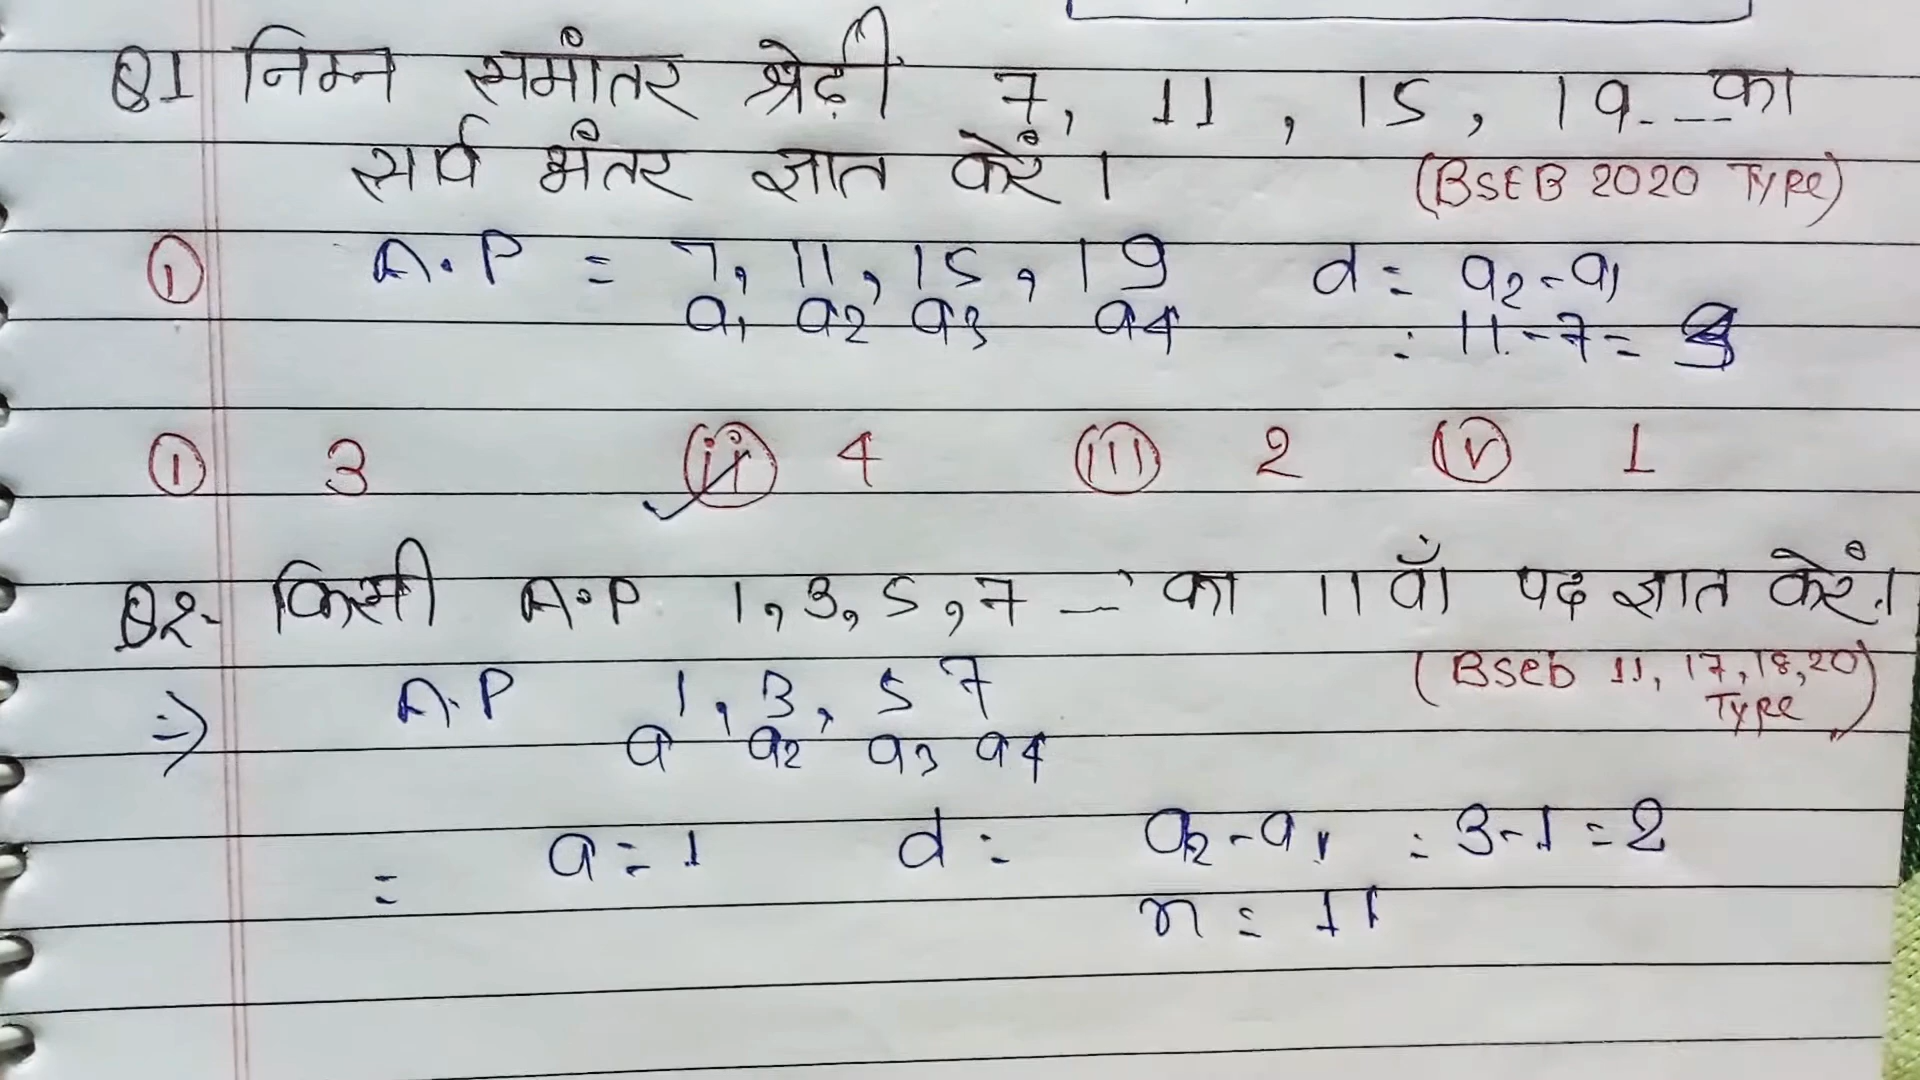 Q1 निम्न समांतर श्रेढ़ी 7, 11, 15, 19 - - का
सार्व अंतर ज्ञात करें । (BSEB 2020 Type)
① A.P = 7, 11, 15, 19 d = a2 - a1
a1 a2 a3 a4 = 11 - 7 =
① 3 (ii) 4 (iii) 2 (iv) 1
Q2- किसी A.P 1, 3, 5, 7 — का 11 वाँ पद ज्ञात करें ।
(BSEB 11, 17, 18, 20)
⇒ A.P 1, 3, 5 7 Type
a a2 a3 a4
= a = 1 d = a2 - a1 = 3 - 1 = 2
n = 11